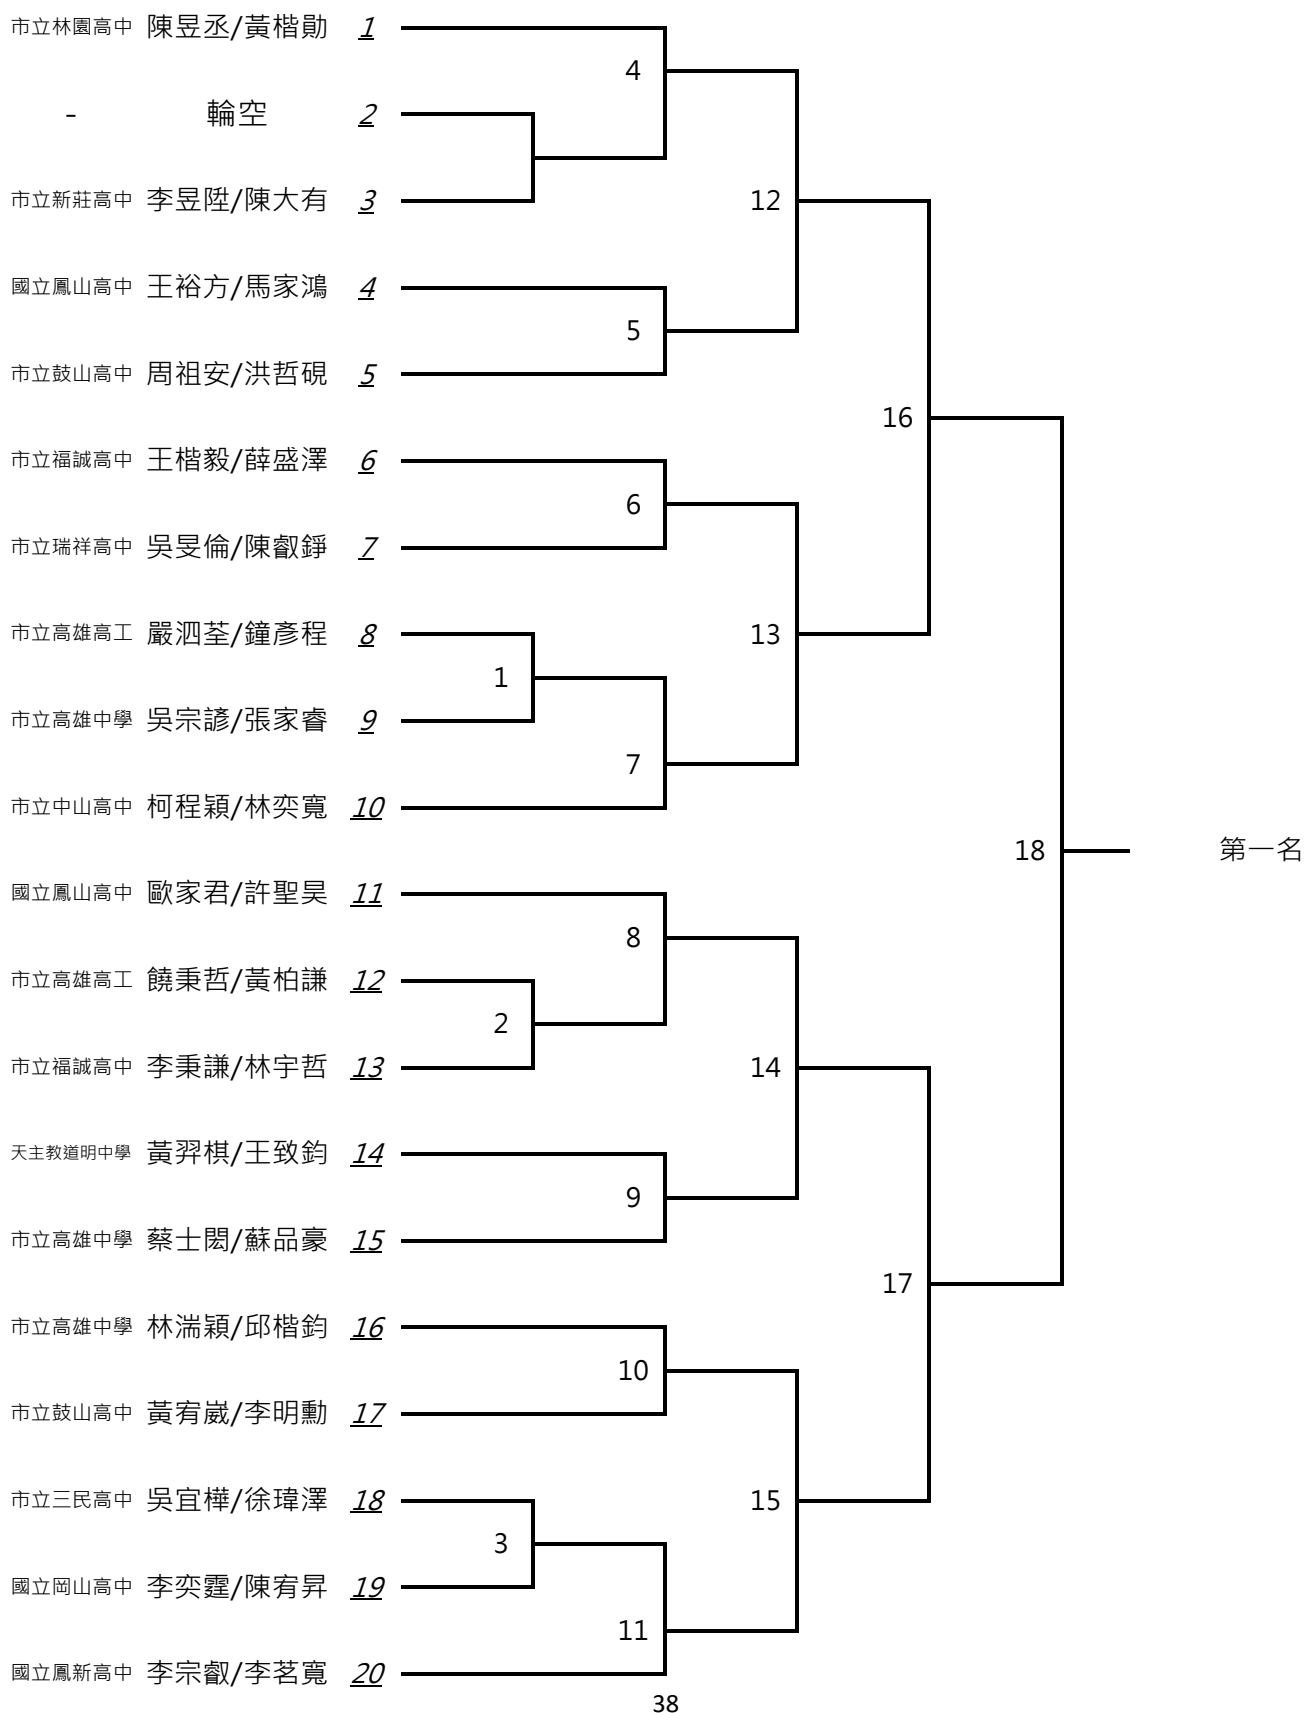 市立林園高中 陳昱丞/黃楷勛 1
4
- 輪空 2
市立新莊高中 李昱陞/陳大有 3
12
國立鳳山高中 王裕方/馬家鴻 4
5
市立鼓山高中 周祖安/洪哲硯 5
16
市立福誠高中 王楷毅/薛盛澤 6
6
市立瑞祥高中 吳旻倫/陳叡錚 7
市立高雄高工 嚴泗荃/鐘彥程 8
13
1
市立高雄中學 吳宗諺/張家睿 9
7
市立中山高中 柯程穎/林奕寬 10
18 第一名
國立鳳山高中 歐家君/許聖昊 11
8
市立高雄高工 饒秉哲/黃柏謙 12
2
市立福誠高中 李秉謙/林宇哲 13
14
天主教道明中學 黃羿棋/王致鈞 14
9
市立高雄中學 蔡士閎/蘇品豪 15
17
市立高雄中學 林湍穎/邱楷鈞 16
10
市立鼓山高中 黃宥崴/李明勳 17
市立三民高中 吳宜樺/徐瑋澤 18
15
3
國立岡山高中 李奕霆/陳宥昇 19
11
國立鳳新高中 李宗叡/李茗寬 20
38